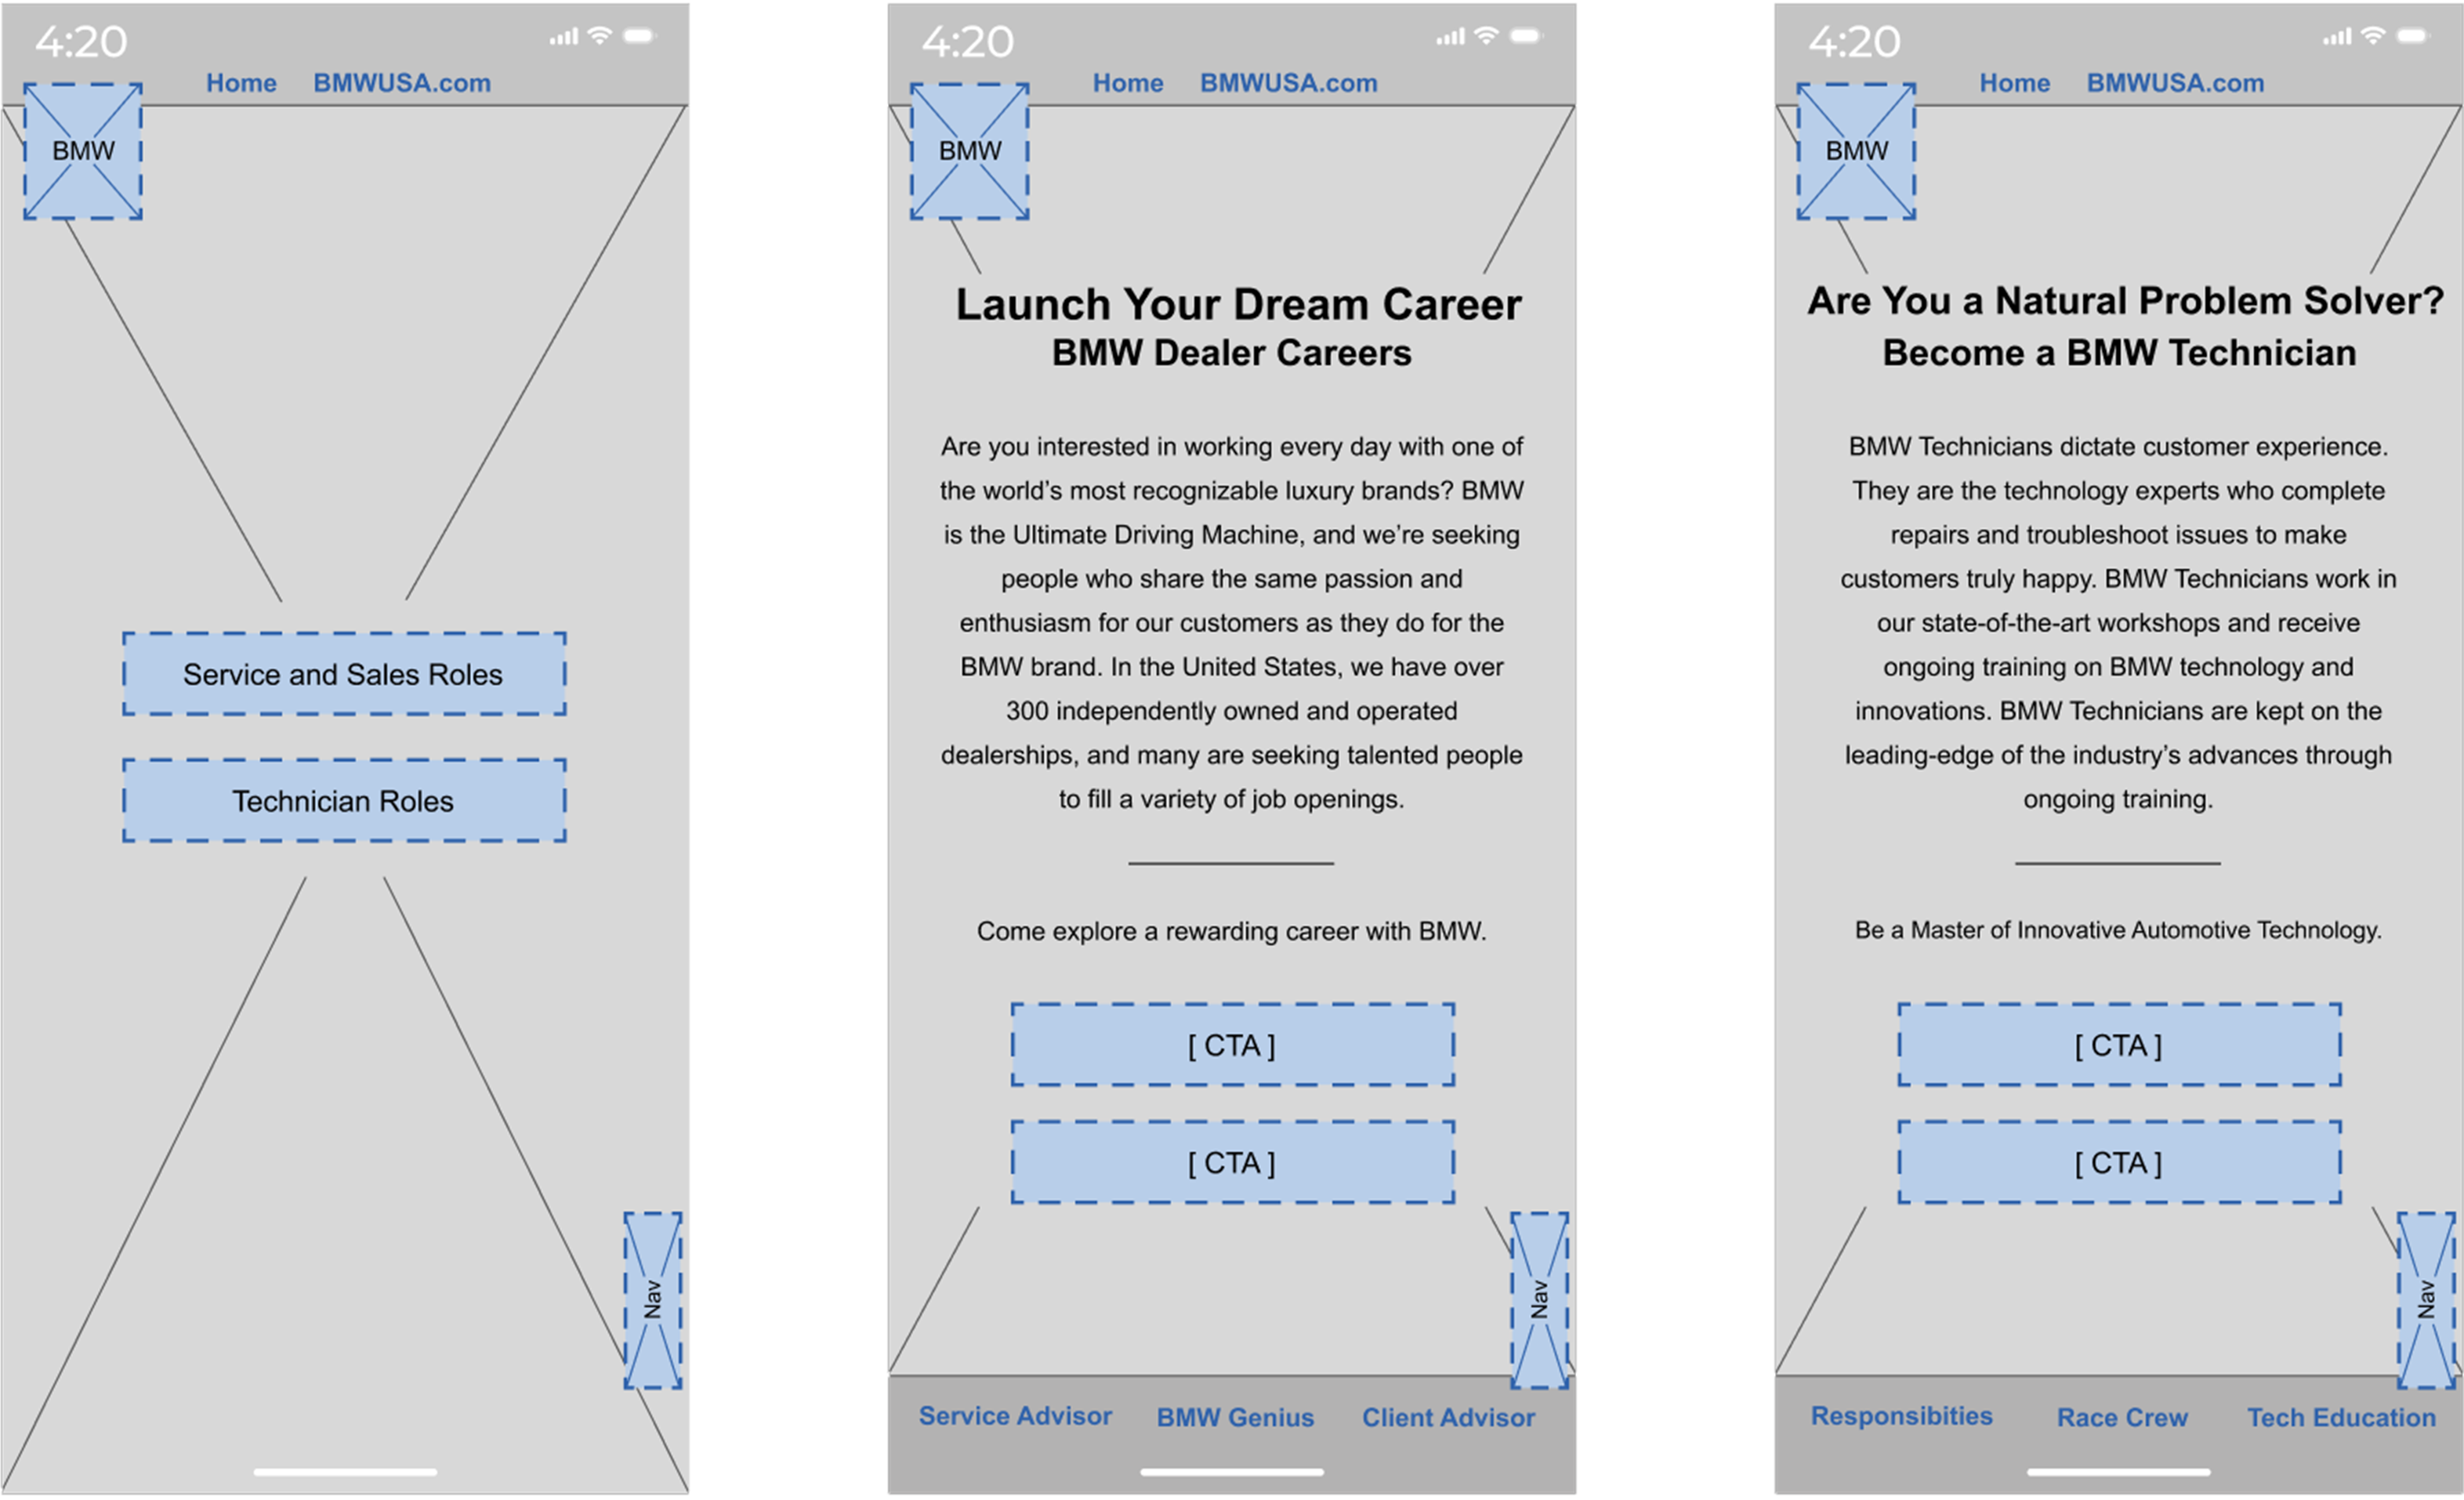 4:20
Home BMWUSA.com
BMW
Service and Sales Roles
Technician Roles
Nav
4:20
Home BMWUSA.com
BMW
Launch Your Dream Career
BMW Dealer Careers
Are you interested in working every day with one of
the world's most recognizable luxury brands? BMW
is the Ultimate Driving Machine, and we're seeking
people who share the same passion and
enthusiasm for our customers as they do for the
BMW brand. In the United States, we have over
300 independently owned and operated
dealerships, and many are seeking talented people
to fill a variety of job openings.
Come explore a rewarding career with BMW.
[ CTA ]
[ CTA ]
Nav
Service Advisor BMW Genius Client Advisor
4:20
Home BMWUSA.com
BMW
Are You a Natural Problem Solver?
Become a BMW Technician
BMW Technicians dictate customer experience.
They are the technology experts who complete
repairs and troubleshoot issues to make
customers truly happy. BMW Technicians work in
our state-of-the-art workshops and receive
ongoing training on BMW technology and
innovations. BMW Technicians are kept on the
leading-edge of the industry's advances through
ongoing training.
Be a Master of Innovative Automotive Technology.
[ CTA ]
[ CTA ]
Nav
Responsibities Race Crew Tech Education